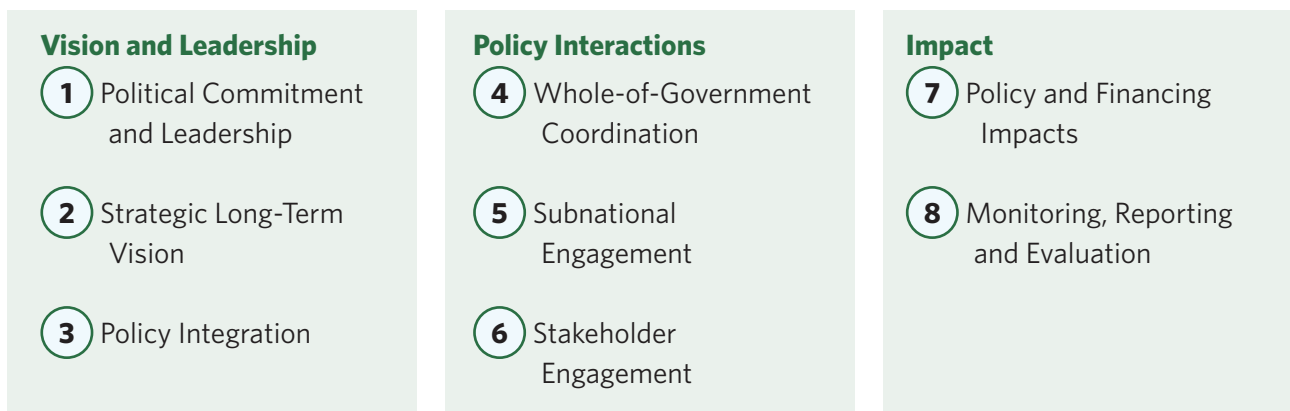 Vision and Leadership
1 Political Commitment
and Leadership
2 Strategic Long-Term
Vision
3 Policy Integration
Policy Interactions
4 Whole-of-Government
Coordination
5 Subnational
Engagement
6 Stakeholder
Engagement
Impact
7 Policy and Financing
Impacts
8 Monitoring, Reporting
and Evaluation